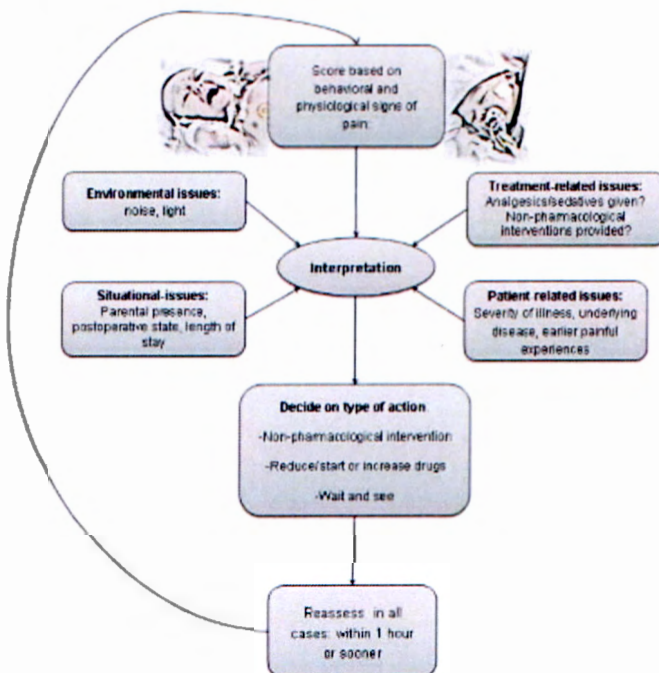 Score based on
behavioral and
physiological signs of
pain:
Environmental issues:
noise, light
Treatment-related issues:
Analgesics/sedatives given?
Non-pharmacological
interventions provided?
Interpretation
Situational-issues:
Parental presence,
postoperative state, length of
stay
Patient related issues:
Severity of illness, underlying
disease, earlier painful
experiences
Decide on type of action
-Non-pharmacological intervention
-Reduce/start or increase drugs
-Wait and see
Reassess in all
cases: within 1 hour
or sooner